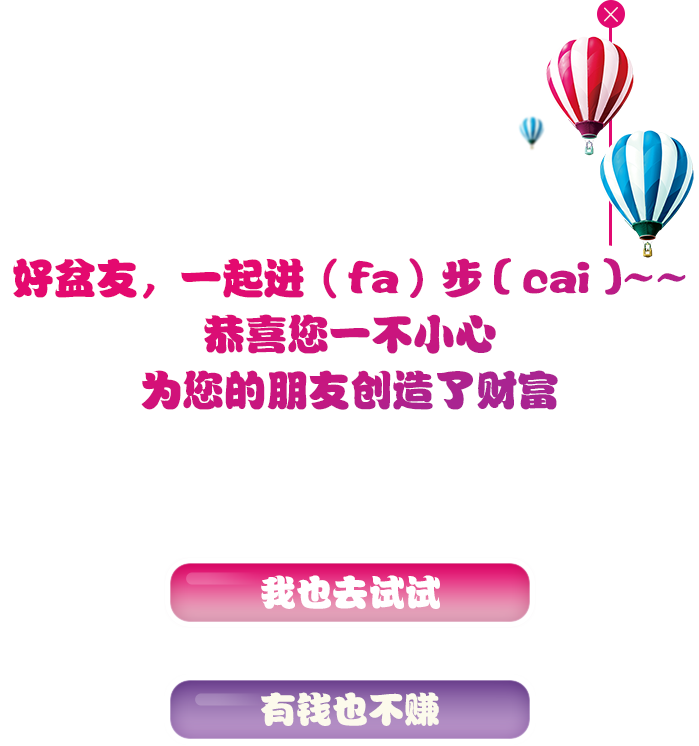 好盆友，一起进（fa）步〔cai〕~~
恭喜您一不小心
为您的朋友创造了财富
我也去试试
有钱也不赚